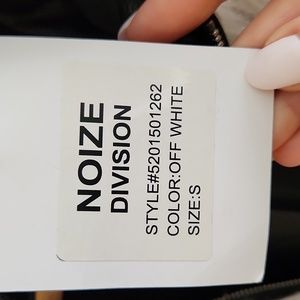 NOIZE
DIVISION
STYLE#5201501262
COLOR:OFF WHITE
SIZE:S